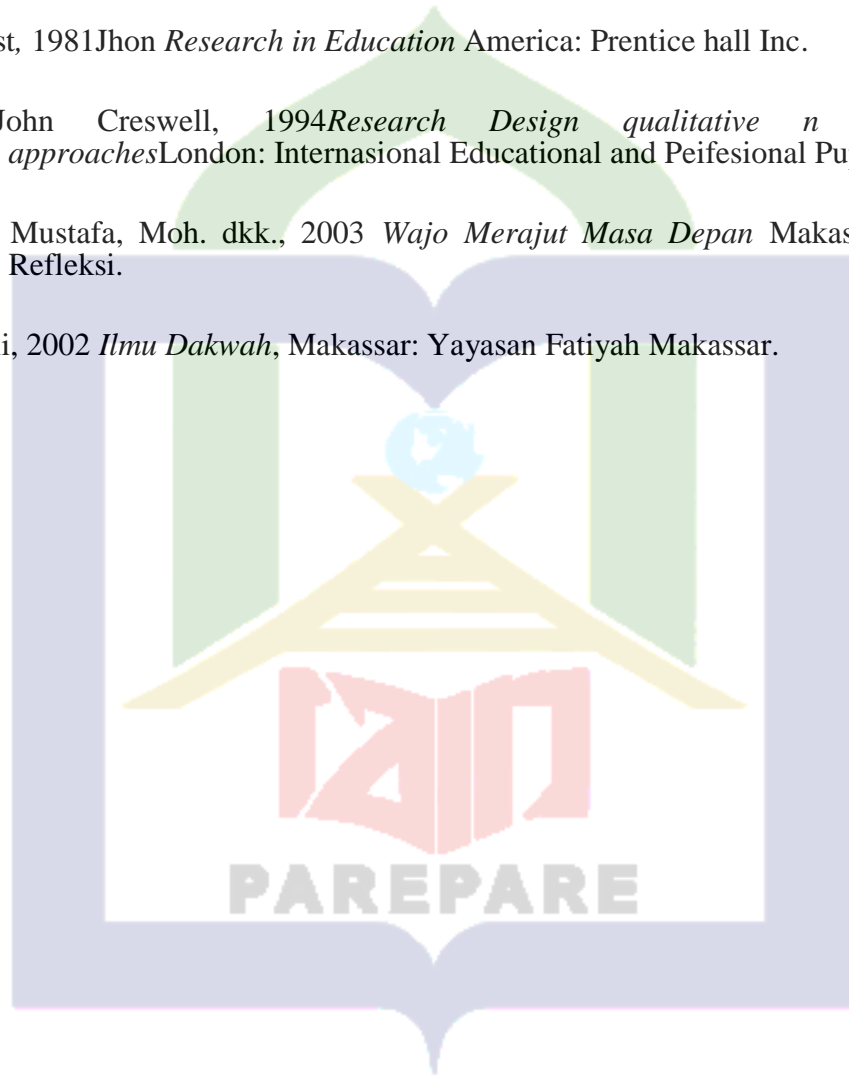 st, 1981Jhon Research in Education America: Prentice hall Inc.
John Creswell, 1994Research Design qualitative n
approachesLondon: Internasional Educational and Peifesional Pu
Mustafa, Moh. dkk., 2003 Wajo Merajut Masa Depan Makas
Refleksi.
i, 2002 Ilmu Dakwah, Makassar: Yayasan Fatiyah Makassar.
iain
PAREPARE